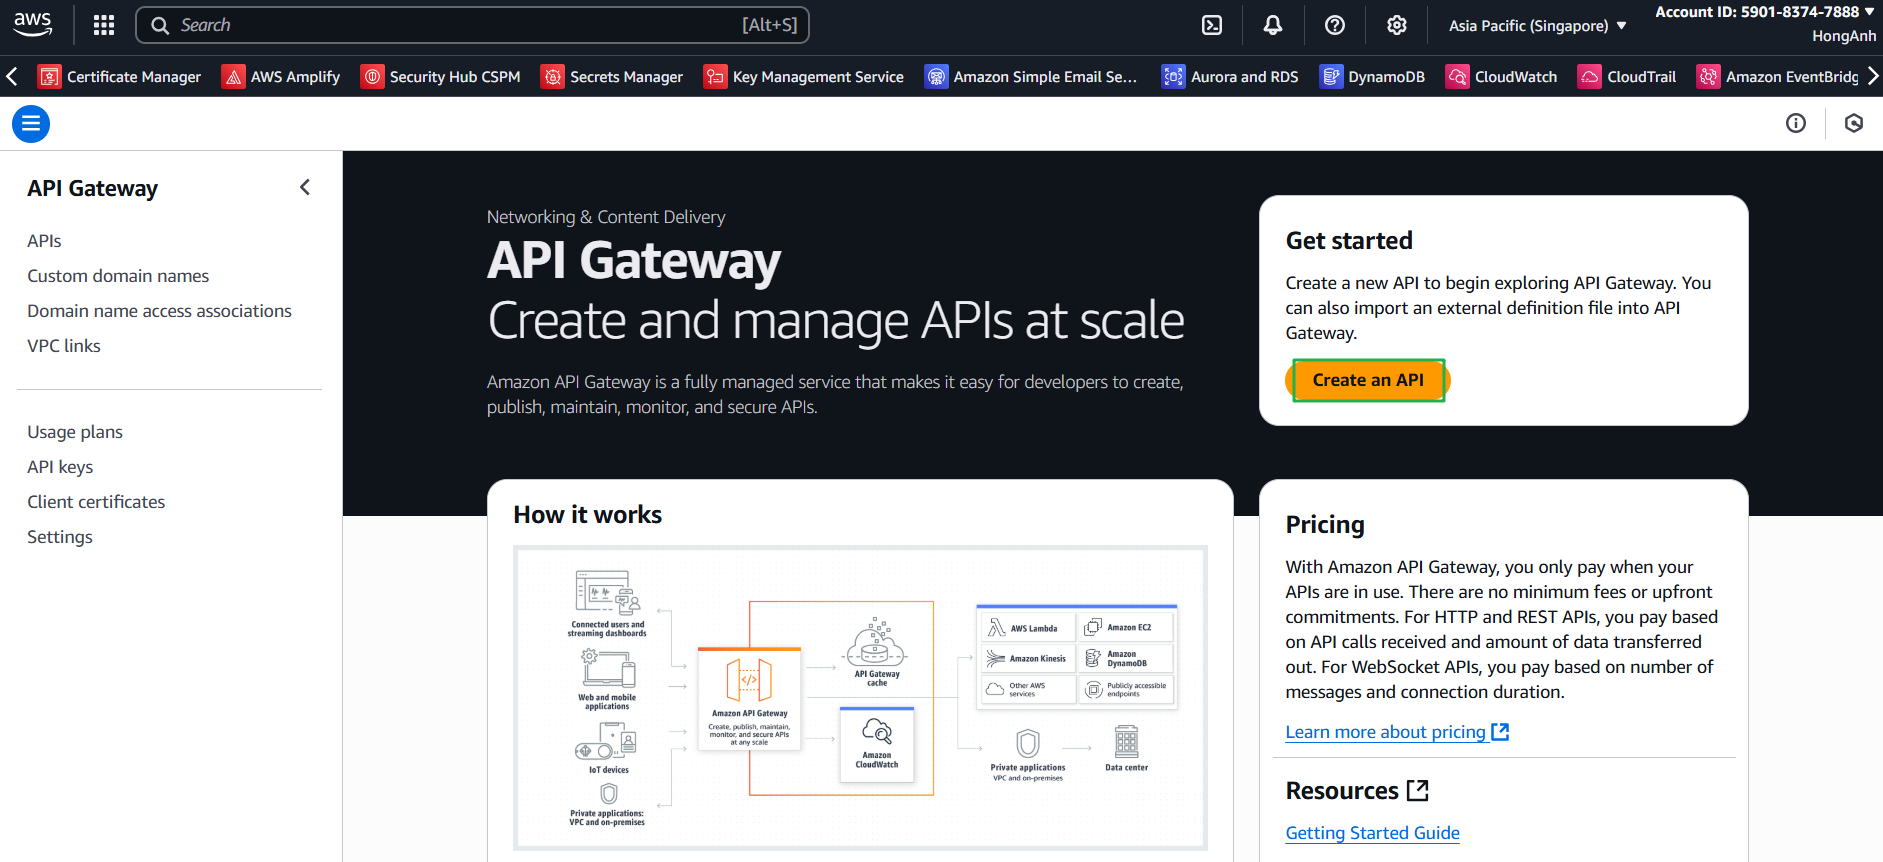 aws
Search
[Alt+S]
Asia Pacific (Singapore)
Account ID: 5901-8374-7888
HongAnh
Certificate Manager
AWS Amplify
Security Hub CSPM
Secrets Manager
Key Management Service
Amazon Simple Email Se...
Aurora and RDS
DynamoDB
CloudWatch
CloudTrail
Amazon EventBridg
API Gateway
APIs
Custom domain names
Domain name access associations
VPC links
Usage plans
API keys
Client certificates
Settings
Networking & Content Delivery
API Gateway
Create and manage APIs at scale
Amazon API Gateway is a fully managed service that makes it easy for developers to create,
publish, maintain, monitor, and secure APIs.
Get started
Create a new API to begin exploring API Gateway. You
can also import an external definition file into API
Gateway.
Create an API
How it works
Connected users and
streaming dashboards
Web and mobile
applications
IoT devices
Private applications:
VPC and on-premises
Amazon API Gateway
Create, publish, maintain,
monitor, and secure APIs
at any scale
API Gateway
cache
Amazon
CloudWatch
AWS Lambda
Amazon EC2
Amazon Kinesis
Amazon
DynamoDB
Other AWS
services
Publicly accessible
endpoints
Private applications
VPC and on-premises
Data center
Pricing
With Amazon API Gateway, you only pay when your
APIs are in use. There are no minimum fees or upfront
commitments. For HTTP and REST APIs, you pay based
on API calls received and amount of data transferred
out. For WebSocket APIs, you pay based on number of
messages and connection duration.
Learn more about pricing
Resources
Getting Started Guide